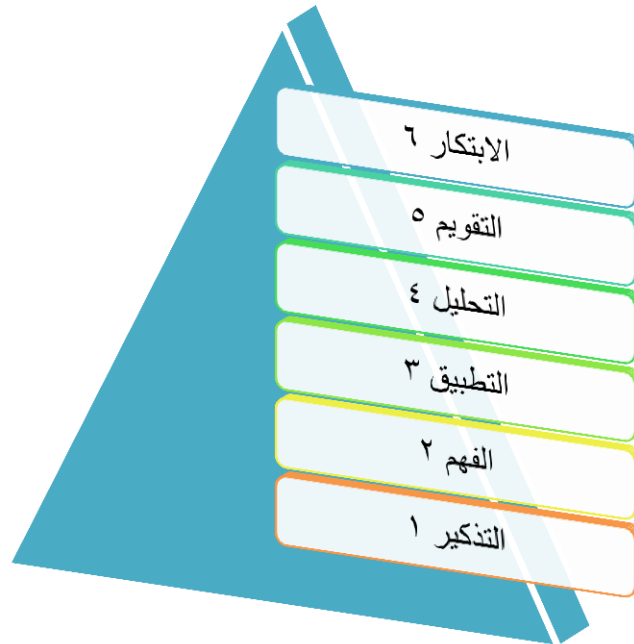 الابتكار ٦
التقويم ٥
التحليل ٤
التطبيق ٣
الفهم ٢
التذكير ١